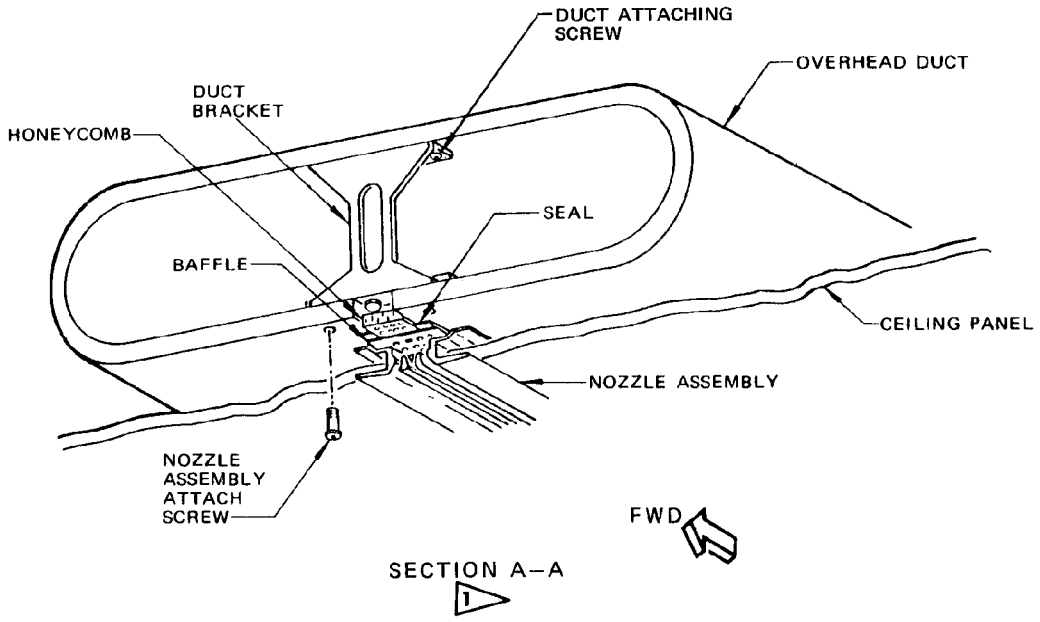 DUCT ATTACHING
SCREW
OVERHEAD DUCT
DUCT
BRACKET
HONEYCOMB
SEAL
BAFFLE
CEILING PANEL
NOZZLE ASSEMBLY
NOZZLE
ASSEMBLY
ATTACH
SCREW
FWD
SECTION A-A
1